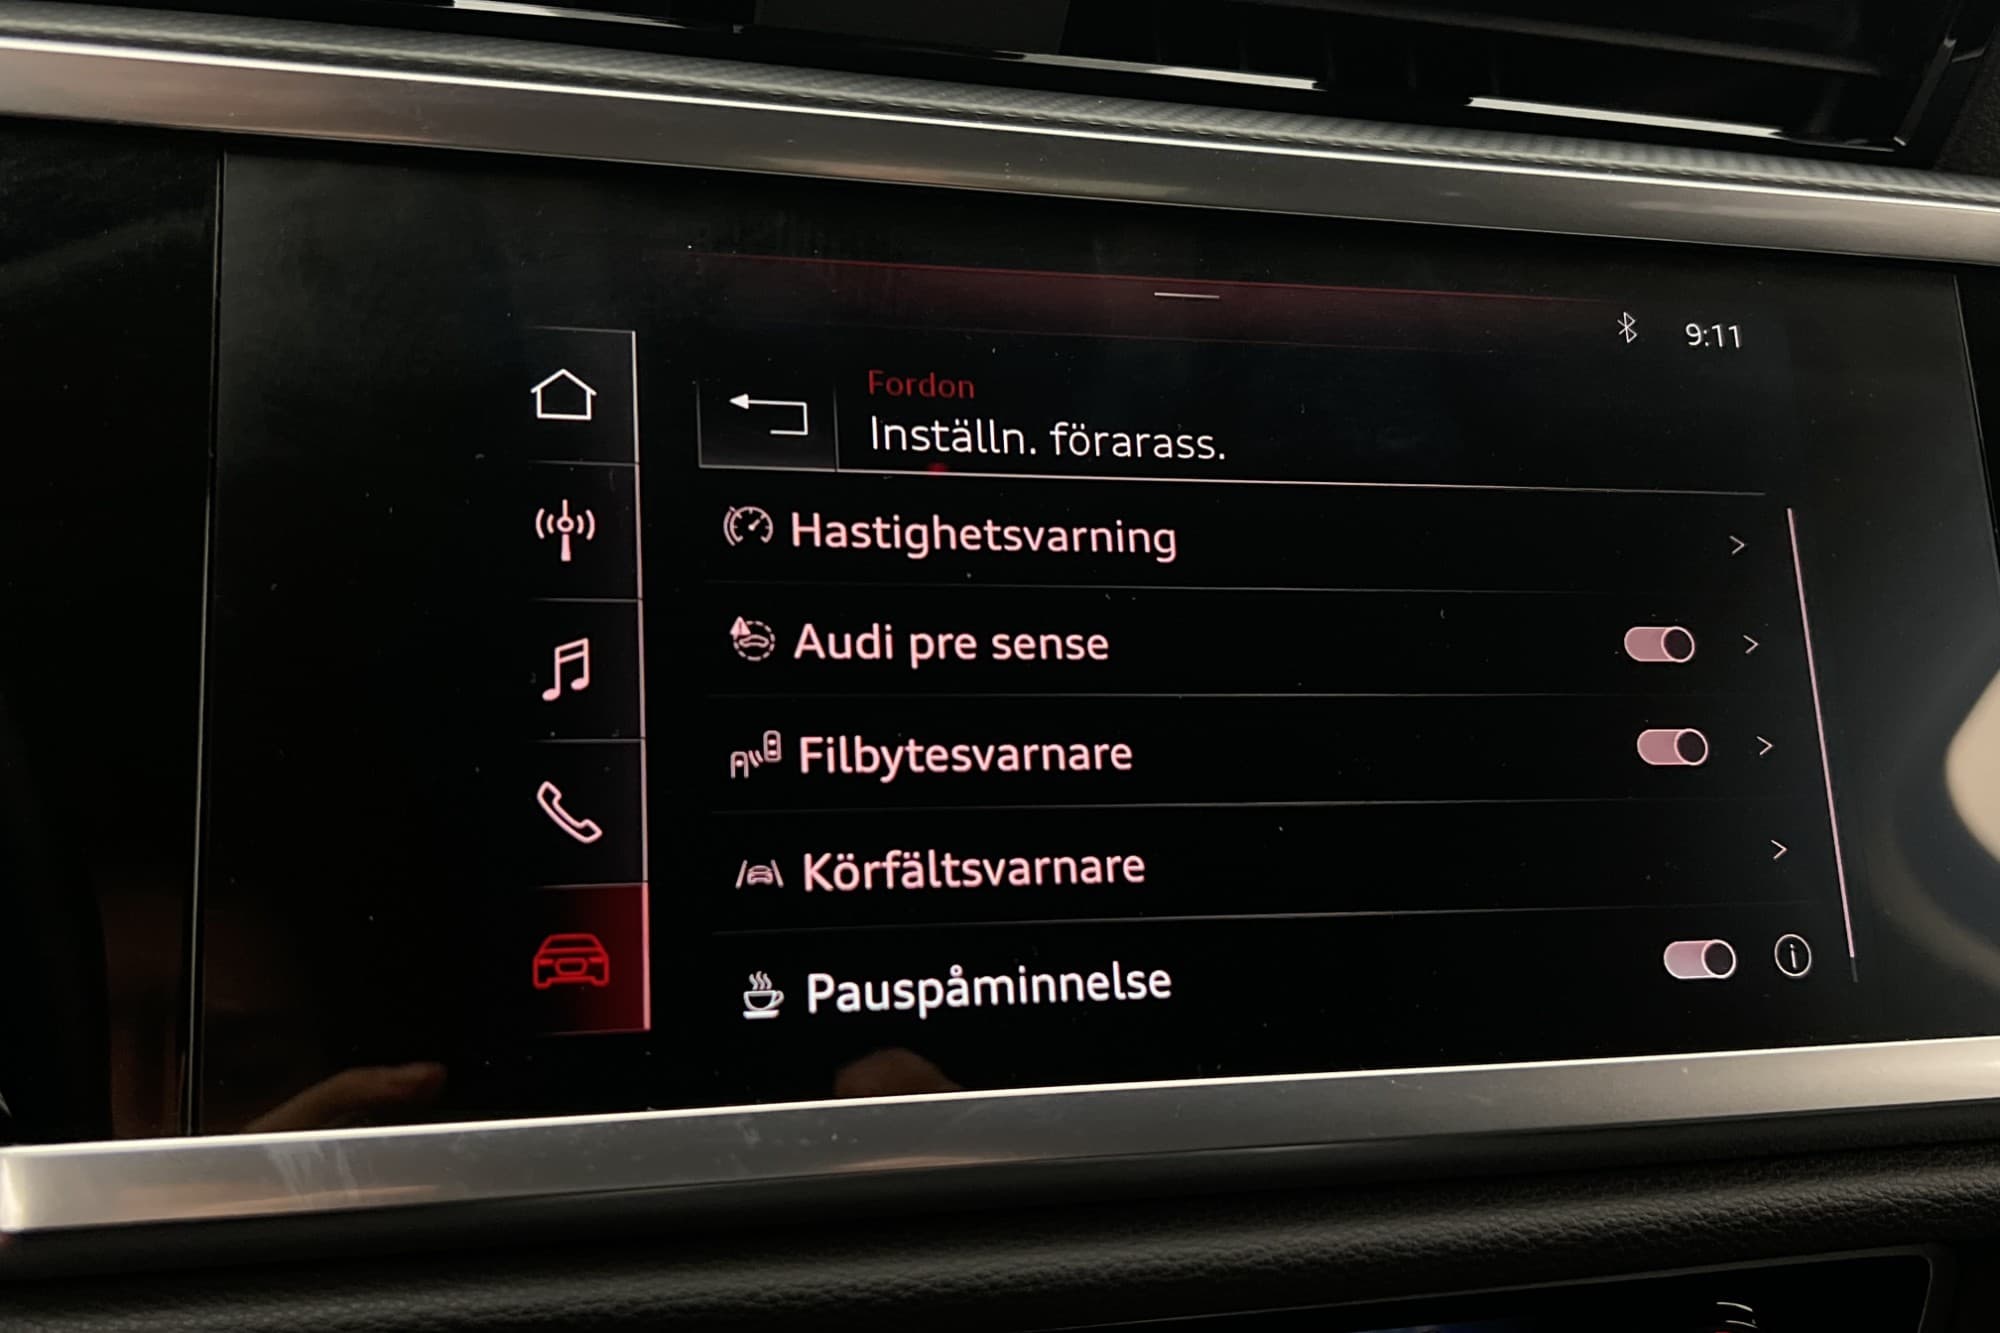 9:11
Fordon
Inställn. förarass.
Hastighetsvarning
Audi pre sense
Filbytesvarnare
Körfältsvarnare
Pauspåminnelse